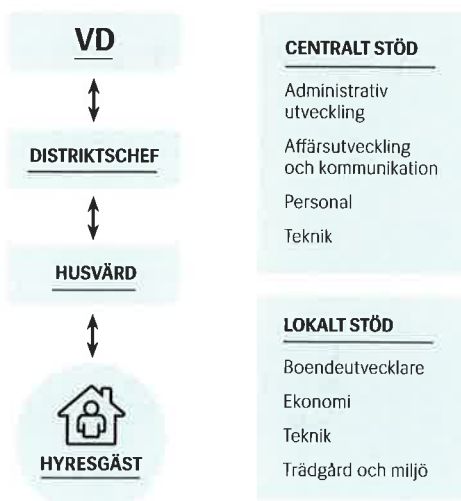 VD
DISTRIKTSCHEF
HUSVÄRD
HYRESGÄST
CENTRALT STÖD
Administrativ
utveckling
Affärsutveckling
och kommunikation
Personal
Teknik
LOKALT STÖD
Boendeutvecklare
Ekonomi
Teknik
Trädgård och miljö